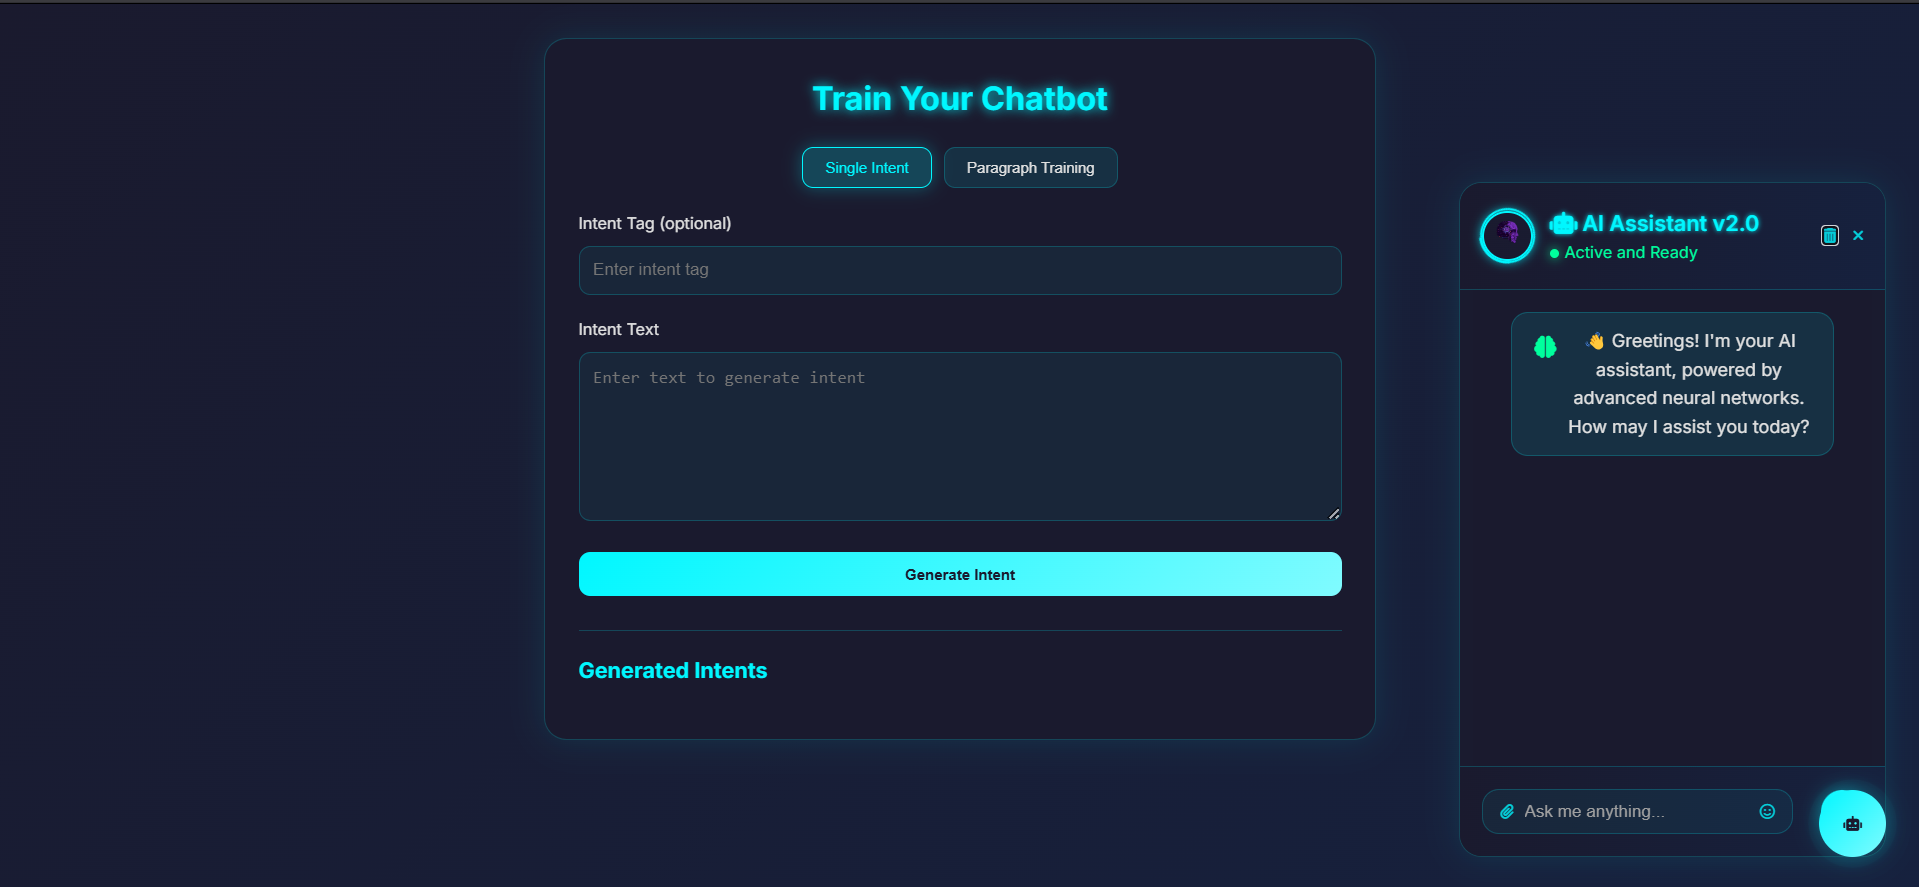 Train Your Chatbot
Single Intent
Paragraph Training
Intent Tag (optional)
Enter intent tag
Intent Text
Enter text to generate intent
Generate Intent
Generated Intents
AI Assistant v2.0
Active and Ready
👋 Greetings! I'm your AI
assistant, powered by
advanced neural networks.
How may I assist you today?
Ask me anything...